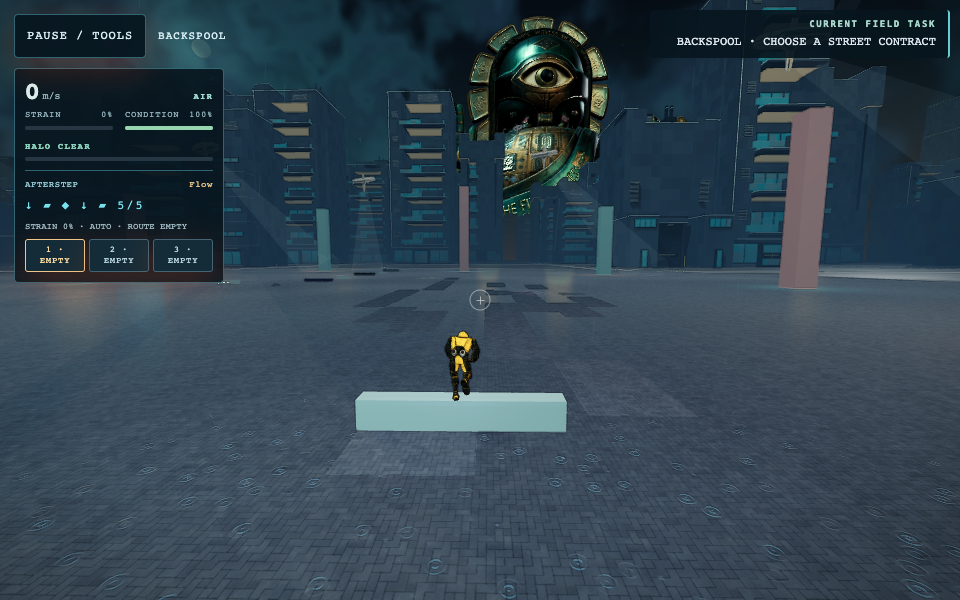 PAUSE / TOOLS
BACKSPOOL
CURRENT FIELD TASK
BACKSPOOL · CHOOSE A STREET CONTRACT
0 m/s
AIR
STRAIN 0%
CONDITION 100%
HALO CLEAR
AFTERSTEP
Flow
5/5
STRAIN 0% · AUTO · ROUTE EMPTY
1 · EMPTY
2 · EMPTY
3 · EMPTY